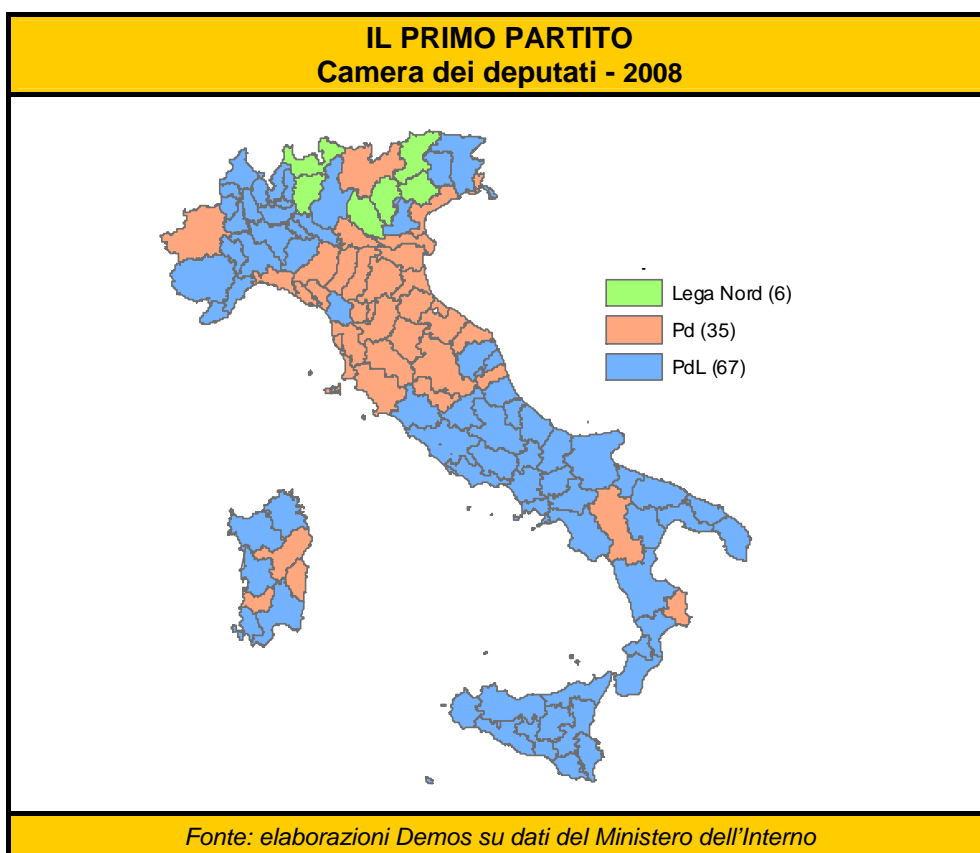 IL PRIMO PARTITO
Camera dei deputati - 2008
-
Lega Nord (6)
Pd (35)
PdL (67)
Fonte: elaborazioni Demos su dati del Ministero dell'Interno